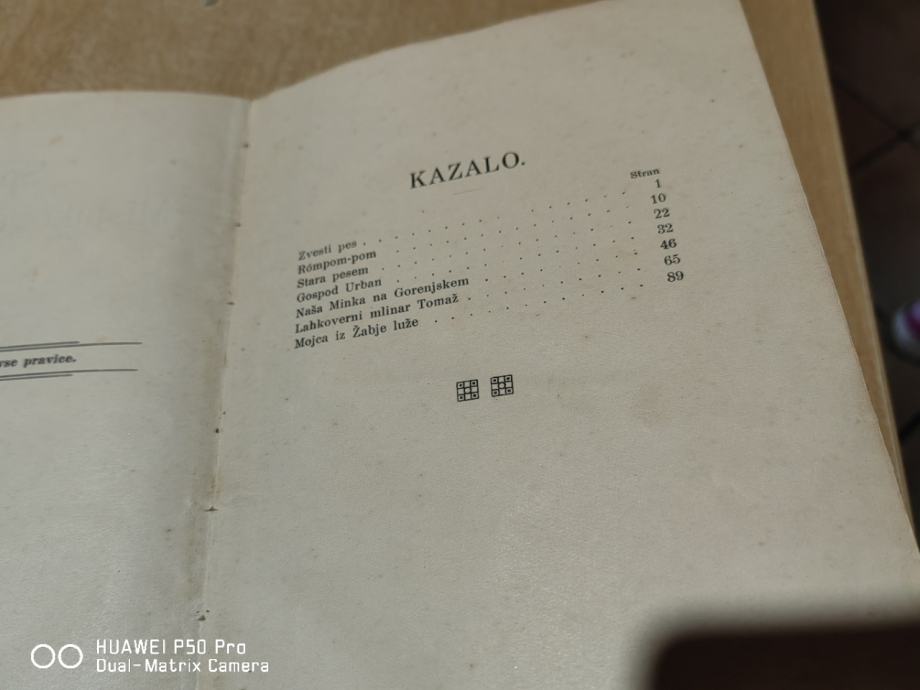 vse pravice.
KAZALO.
Stran
Zvesti pes . . . . . . . . . . . . . . 1
Rómpom-pom . . . . . . . . . . . . . . 10
Stara pesem . . . . . . . . . . . . . . 22
Gospod Urban . . . . . . . . . . . . . . 32
Naša Minka na Gorenjskem . . . . . . . . . 46
Lahkoverni mlinar Tomaž . . . . . . . . . . 65
Mojca iz Žabje luže . . . . . . . . . . . . 89
HUAWEI P50 Pro
Dual-Matrix Camera